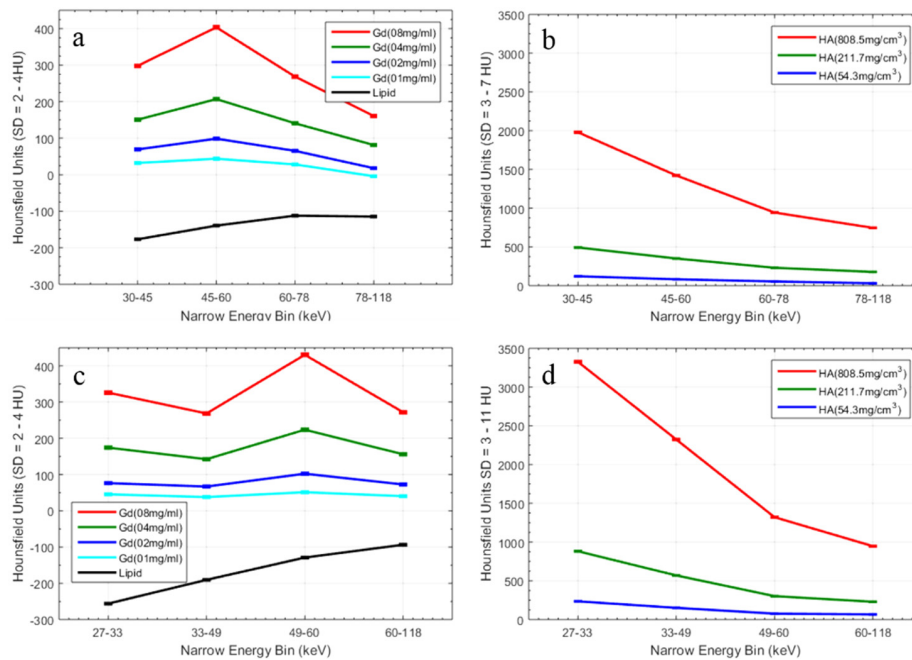 a
Hounsfield Units (SD = 2 - 4HU)
400
300
200
100
0
-100
-200
-300
Gd(08mg/ml)
Gd(04mg/ml)
Gd(02mg/ml)
Gd(01mg/ml)
Lipid
30-45 45-60 60-78 78-118
Narrow Energy Bin (keV)
b
Hounsfield Units (SD = 3 - 7 HU)
3500
3000
2500
2000
1500
1000
500
0
HA(808.5mg/cm³)
HA(211.7mg/cm³)
HA(54.3mg/cm³)
30-45 45-60 60-78 78-118
Narrow Energy Bin (keV)
c
Hounsfield Units (SD = 2 - 4 HU)
400
300
200
100
0
-100
-200
-300
Gd(08mg/ml)
Gd(04mg/ml)
Gd(02mg/ml)
Gd(01mg/ml)
Lipid
27-33 33-49 49-60 60-118
Narrow Energy Bin (keV)
d
Hounsfield Units SD = 3 - 11 HU)
3500
3000
2500
2000
1500
1000
500
0
HA(808.5mg/cm³)
HA(211.7mg/cm³)
HA(54.3mg/cm³)
27-33 33-49 49-60 60-118
Narrow Energy Bin (keV)